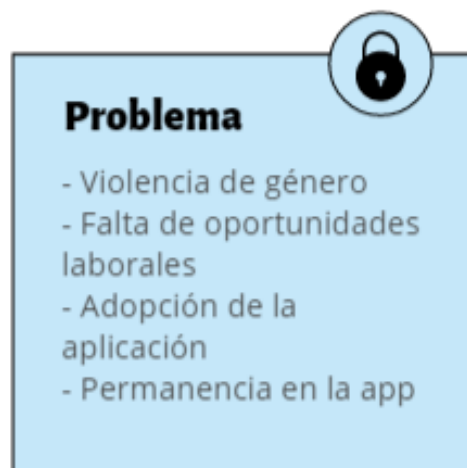 Problema
- Violencia de género
- Falta de oportunidades
laborales
- Adopción de la
aplicación
- Permanencia en la app